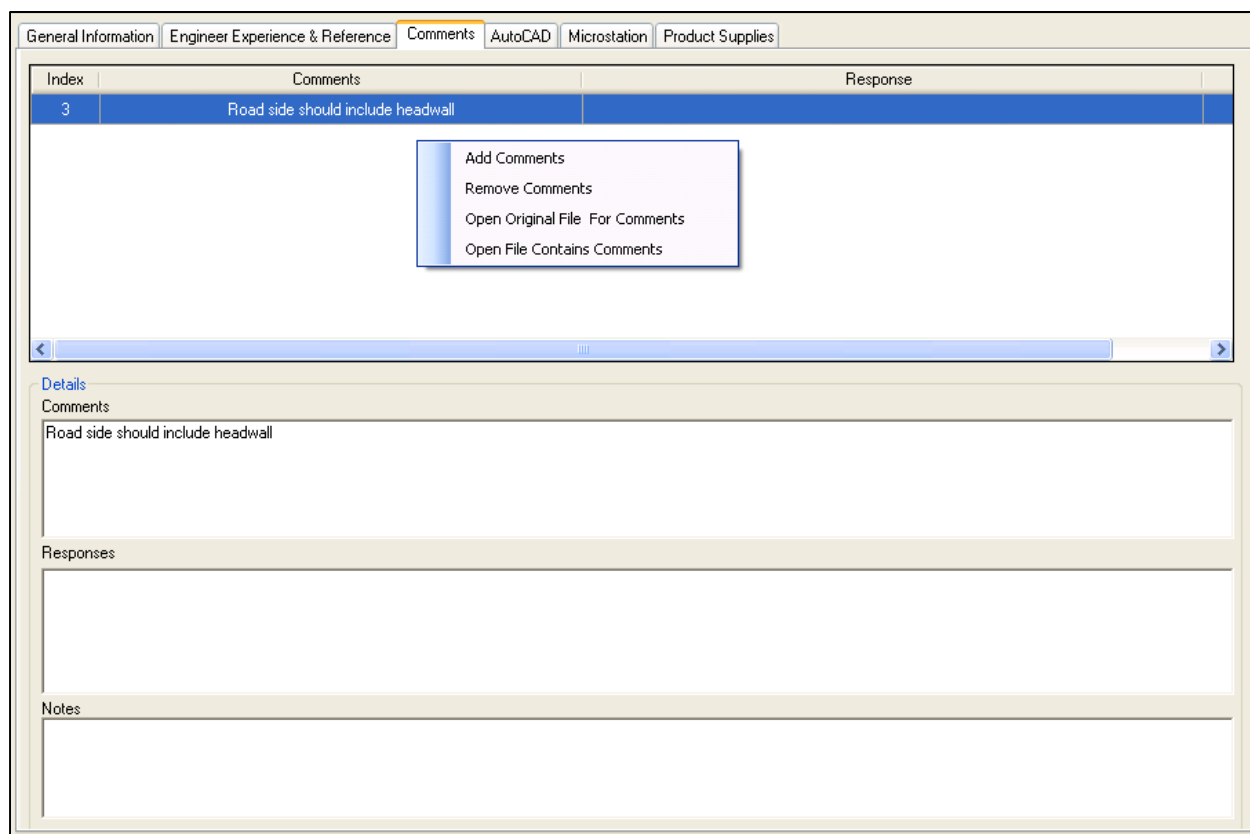 General Information Engineer Experience & Reference Comments AutoCAD Microstation Product Supplies
Index Comments Response
3 Road side should include headwall
Add Comments
Remove Comments
Open Original File For Comments
Open File Contains Comments
Details
Comments
Road side should include headwall
Responses
Notes